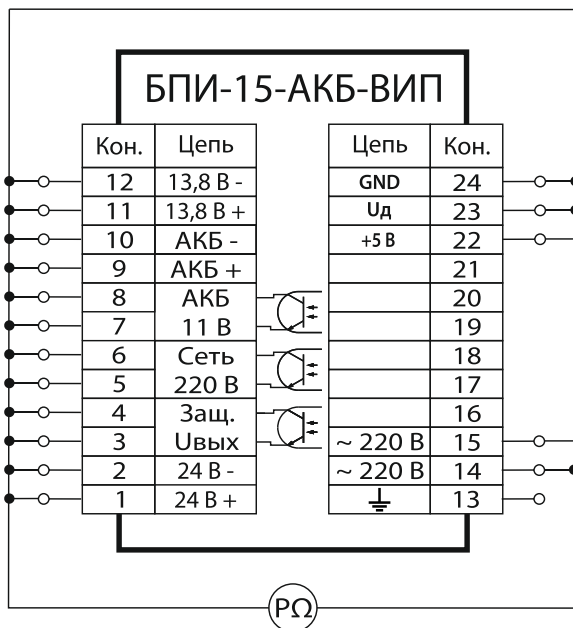 БПИ-15-АКБ-ВИП
Кон. Цепь Цепь Кон.
12 13,8 В - GND 24
11 13,8 В + Uд 23
10 АКБ - +5 В 22
9 АКБ + 21
8 АКБ 20
7 11 В 19
6 Сеть 18
5 220 В 17
4 Защ. 16
3 Uвых ~ 220 В 15
2 24 В - ~ 220 В 14
1 24 В + 13
PΩ